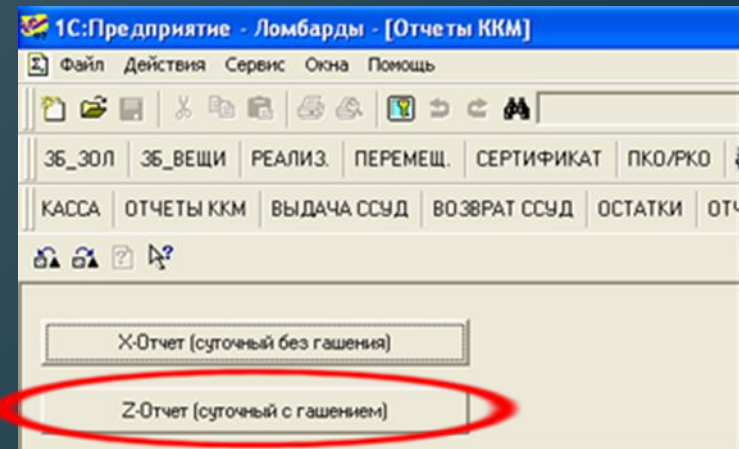 1С:Предприятие - Ломбарды - [Отчеты ККМ]
Файл Действия Сервис Окна Помощь
ЗБ_ЗОЛ ЗБ_ВЕЩИ РЕАЛИЗ. ПЕРЕМЕЩ. СЕРТИФИКАТ ПКО/РКО
КАССА ОТЧЕТЫ ККМ ВЫДАЧА ССУД ВОЗВРАТ ССУД ОСТАТКИ ОТЧ
X-Отчет (суточный без гашения)
Z-Отчет (суточный с гашением)